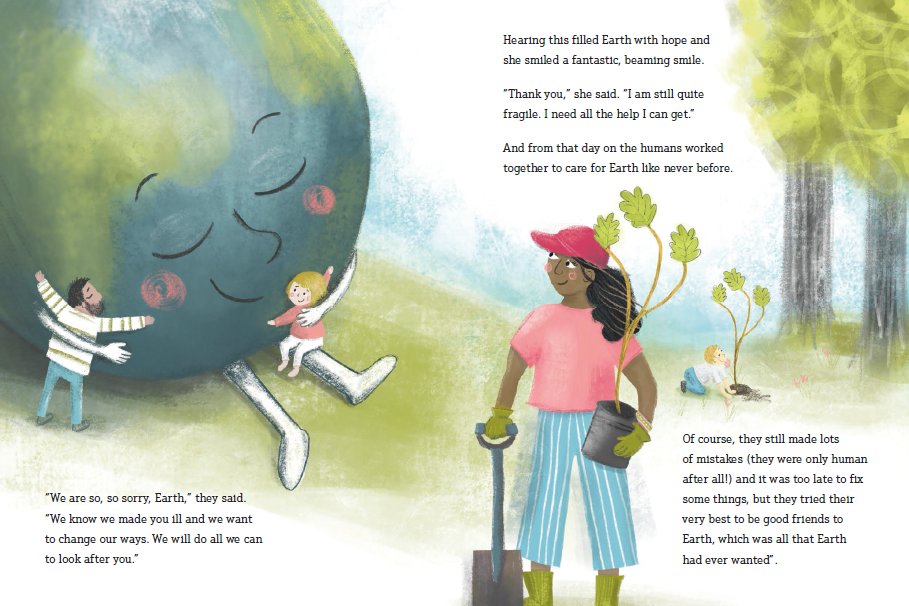 Hearing this filled Earth with hope and
she smiled a fantastic, beaming smile.
“Thank you,” she said. “I am still quite
fragile. I need all the help I can get.”
And from that day on the humans worked
together to care for Earth like never before.
“We are so, so sorry, Earth,” they said.
“We know we made you ill and we want
to change our ways. We will do all we can
to look after you.”
Of course, they still made lots
of mistakes (they were only human
after all!) and it was too late to fix
some things, but they tried their
very best to be good friends to
Earth, which was all that Earth
had ever wanted”.